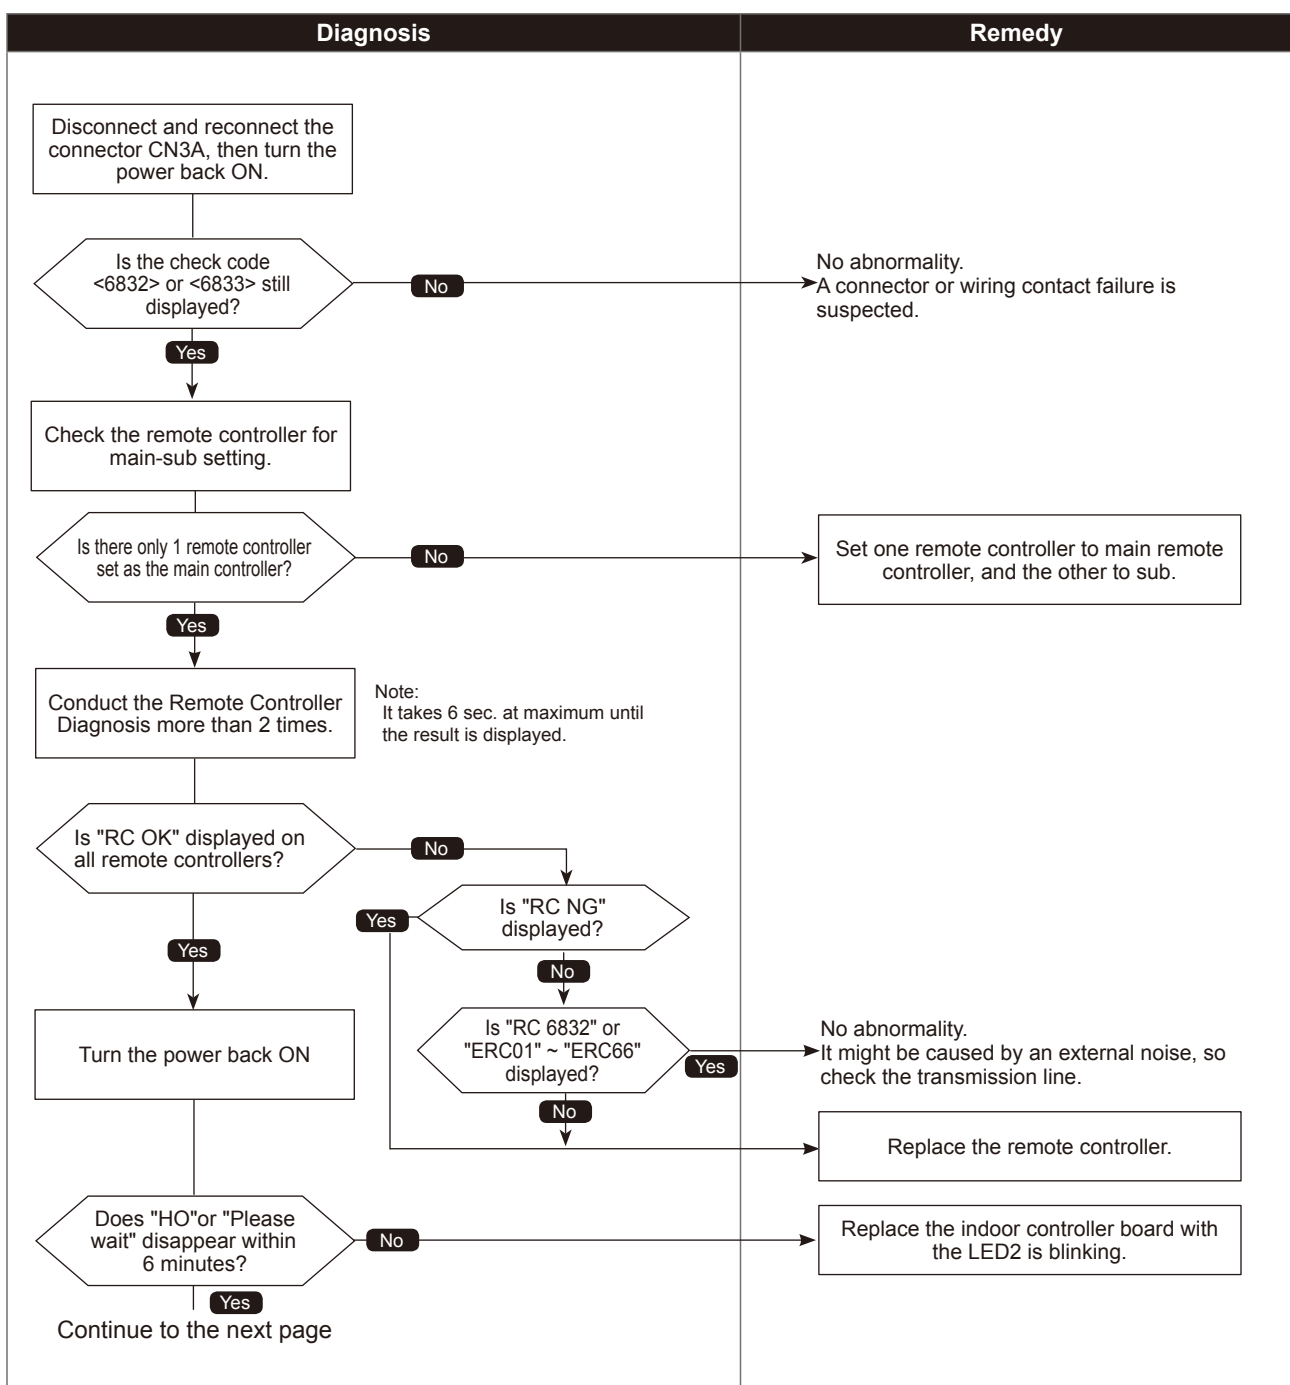 Diagnosis
Remedy
Disconnect and reconnect the
connector CN3A, then turn the
power back ON.
Is the check code
<6832> or <6833> still
displayed?
No
No abnormality.
A connector or wiring contact failure is
suspected.
Yes
Check the remote controller for
main-sub setting.
Is there only 1 remote controller
set as the main controller?
No
Set one remote controller to main remote
controller, and the other to sub.
Yes
Conduct the Remote Controller
Diagnosis more than 2 times.
Note:
It takes 6 sec. at maximum until
the result is displayed.
Is "RC OK" displayed on
all remote controllers?
No
Is "RC NG"
displayed?
Yes
Yes
No
Is "RC 6832" or
"ERC01" ~ "ERC66"
displayed?
Yes
No abnormality.
It might be caused by an external noise, so
check the transmission line.
Turn the power back ON
No
Replace the remote controller.
Does "HO"or "Please
wait" disappear within
6 minutes?
No
Replace the indoor controller board with
the LED2 is blinking.
Yes
Continue to the next page